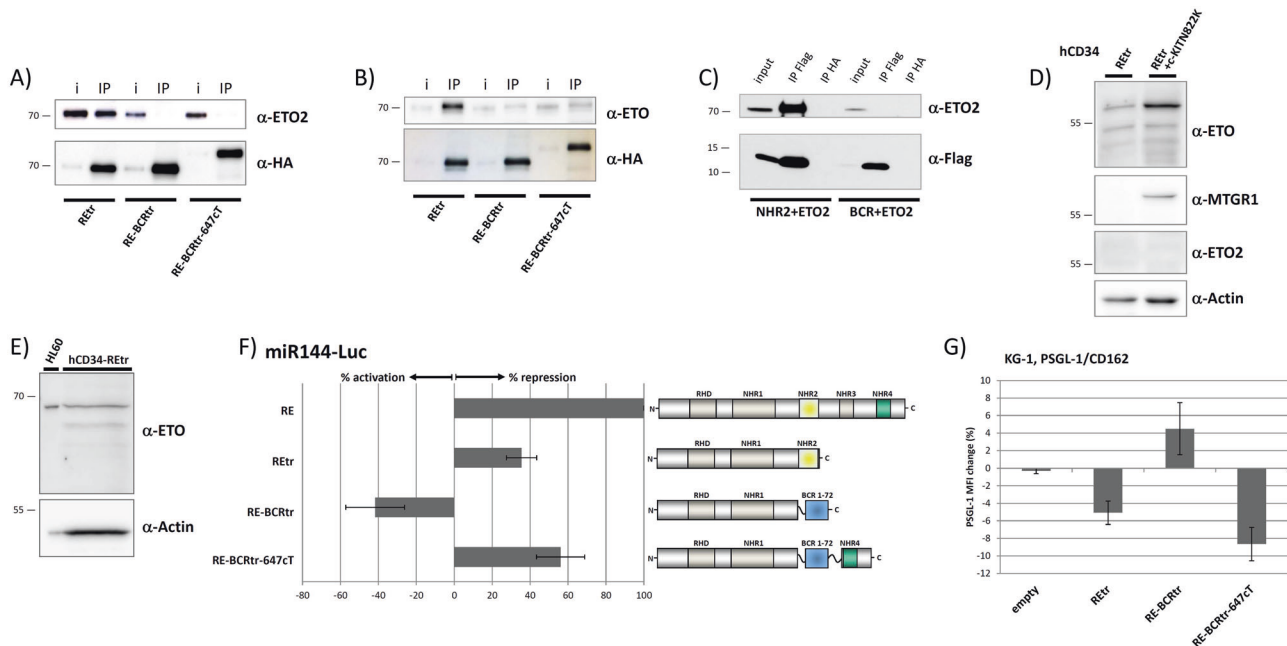 A)
i IP i IP i IP
70
α-ETO2
70
α-HA
REtr
RE-BCRtr
RE-BCRtr-647cT
B)
i IP i IP i IP
70
α-ETO
70
α-HA
REtr
RE-BCRtr
RE-BCRtr-647cT
C)
input IP Flag IP HA input IP Flag IP HA
70
α-ETO2
15
10
α-Flag
NHR2+ETO2 BCR+ETO2
D)
hCD34
REtr
REtr
+c-KITN822K
55
α-ETO
55
α-MTGR1
55
α-ETO2
α-Actin
E)
HL60
hCD34-REtr
70
α-ETO
55
α-Actin
F) miR144-Luc
% activation % repression
RE
REtr
RE-BCRtr
RE-BCRtr-647cT
-80 -60 -40 -20 0 20 40 60 80 100
RHD NHR1 NHR2 NHR3 NHR4
N C
RHD NHR1 NHR2
N C
RHD NHR1 BCR 1-72
N C
RHD NHR1 BCR 1-72 NHR4
N C
G)
KG-1, PSGL-1/CD162
PSGL-1 MFI change (%)
10
8
6
4
2
0
-2
-4
-6
-8
-10
-12
empty
REtr
RE-BCRtr
RE-BCRtr-647cT